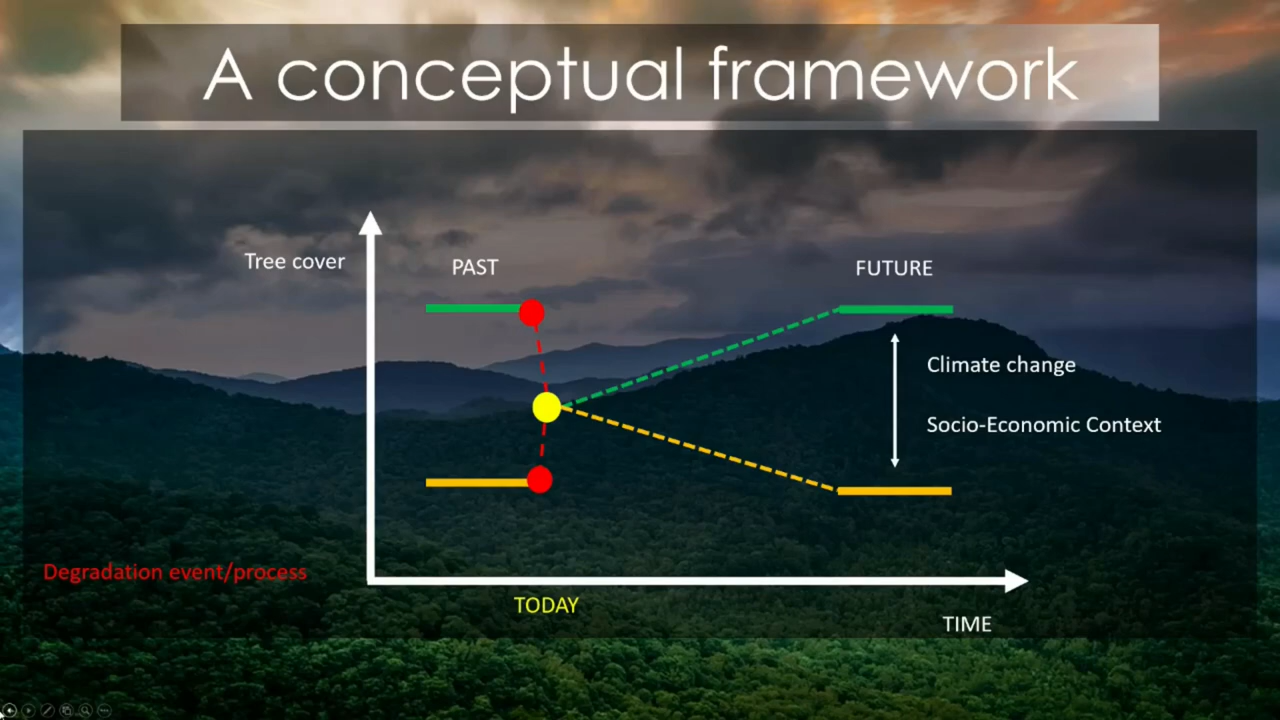 A conceptual framework
Tree cover
PAST
FUTURE
Climate change
Socio-Economic Context
Degradation event/process
TODAY
TIME